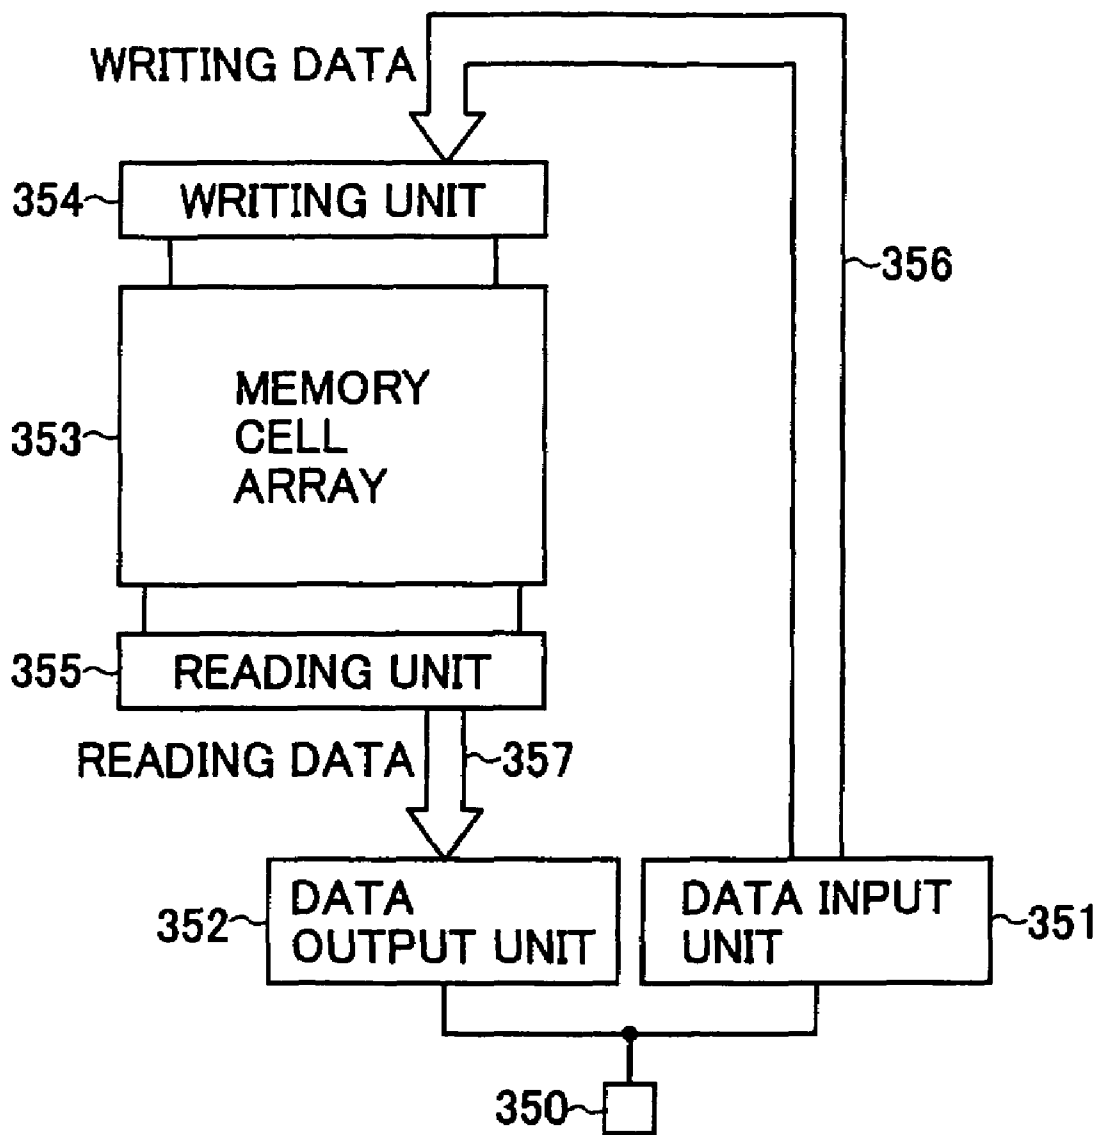 WRITING DATA
354
WRITING UNIT
356
MEMORY
353
CELL
ARRAY
355
READING UNIT
READING DATA
357
352
DATA
OUTPUT UNIT
DATA INPUT
UNIT
351
350